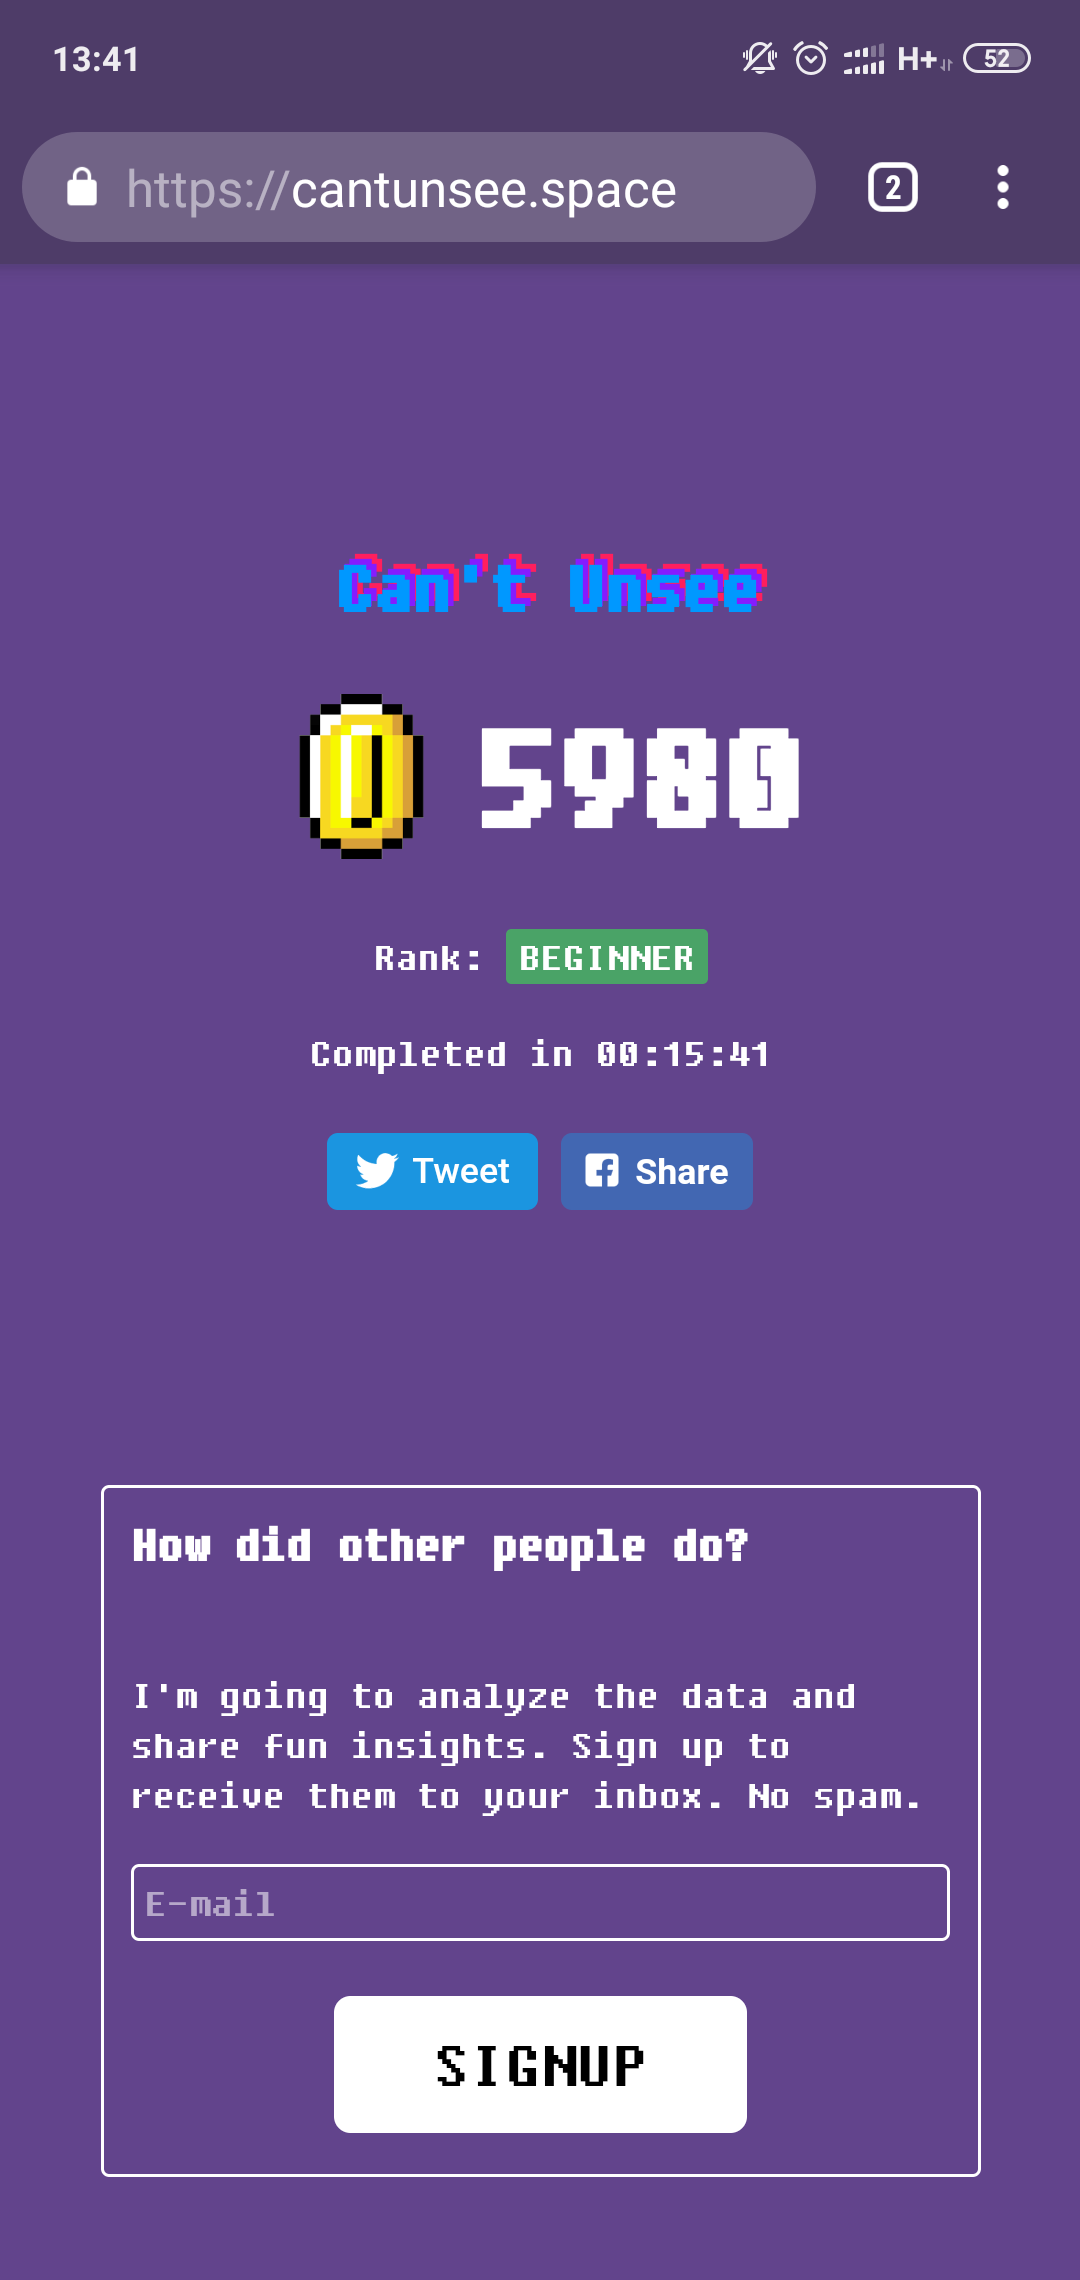 13:41
H+
52
https://cantunsee.space
2
Can't Unsee
5980
Rank: BEGINNER
Completed in 00:15:41
Tweet
Share
How did other people do?
I'm going to analyze the data and
share fun insights. Sign up to
receive them to your inbox. No spam.
E-mail
SIGNUP